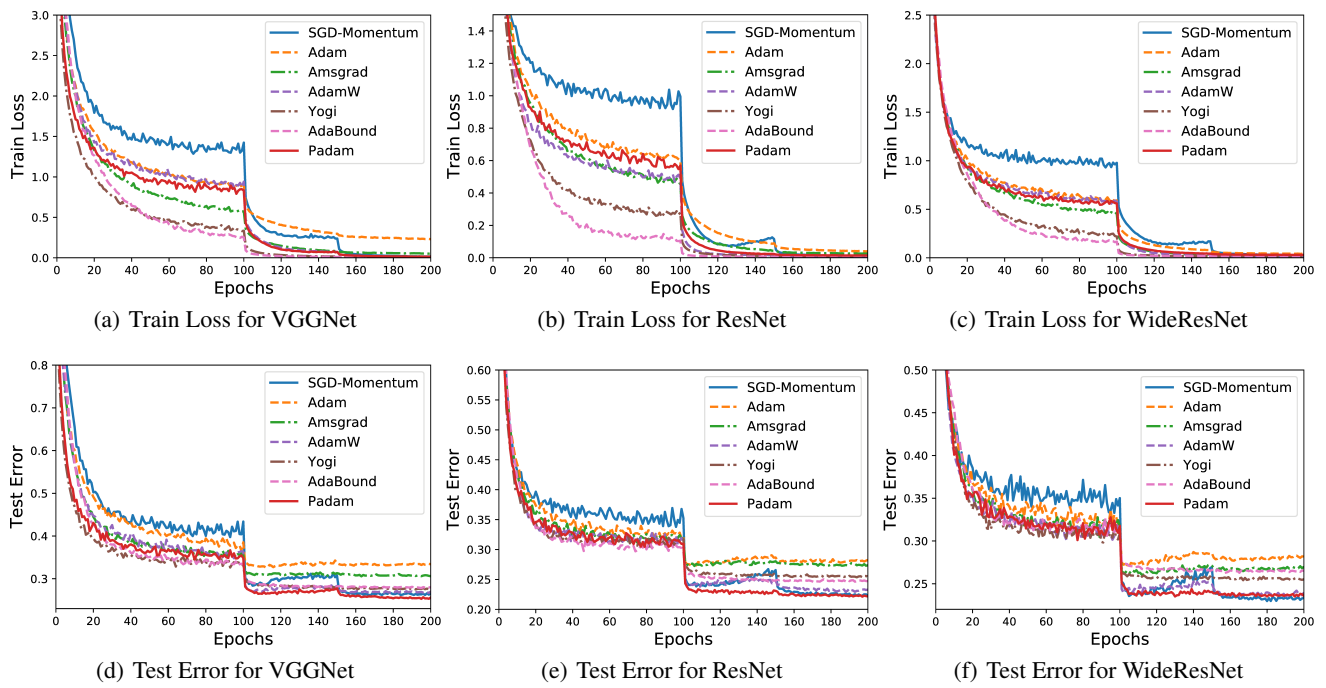 3.0
2.5
2.0
1.5
1.0
0.5
0.0
Train Loss
0 20 40 60 80 100 120 140 160 180 200
Epochs
SGD-Momentum
Adam
Amsgrad
AdamW
Yogi
AdaBound
Padam
(a) Train Loss for VGGNet
1.4
1.2
1.0
0.8
0.6
0.4
0.2
0.0
Train Loss
0 20 40 60 80 100 120 140 160 180 200
Epochs
SGD-Momentum
Adam
Amsgrad
AdamW
Yogi
AdaBound
Padam
(b) Train Loss for ResNet
2.5
2.0
1.5
1.0
0.5
0.0
Train Loss
0 20 40 60 80 100 120 140 160 180 200
Epochs
SGD-Momentum
Adam
Amsgrad
AdamW
Yogi
AdaBound
Padam
(c) Train Loss for WideResNet
0.8
0.7
0.6
0.5
0.4
0.3
Test Error
0 20 40 60 80 100 120 140 160 180 200
Epochs
SGD-Momentum
Adam
Amsgrad
AdamW
Yogi
AdaBound
Padam
(d) Test Error for VGGNet
0.60
0.55
0.50
0.45
0.40
0.35
0.30
0.25
0.20
Test Error
0 20 40 60 80 100 120 140 160 180 200
Epochs
SGD-Momentum
Adam
Amsgrad
AdamW
Yogi
AdaBound
Padam
(e) Test Error for ResNet
0.50
0.45
0.40
0.35
0.30
0.25
Test Error
0 20 40 60 80 100 120 140 160 180 200
Epochs
SGD-Momentum
Adam
Amsgrad
AdamW
Yogi
AdaBound
Padam
(f) Test Error for WideResNet